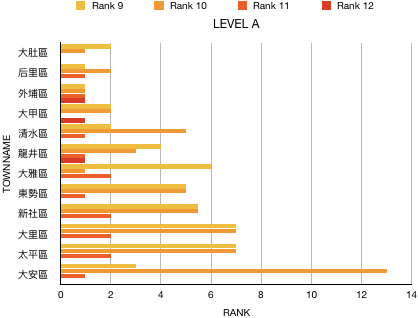 Rank 9 Rank 10 Rank 11 Rank 12
LEVEL A
大肚區
后里區
外埔區
大甲區
清水區
龍井區
大雅區
東勢區
新社區
大里區
太平區
大安區
TOWNNAME
0 2 4 6 8 10 12 14
RANK